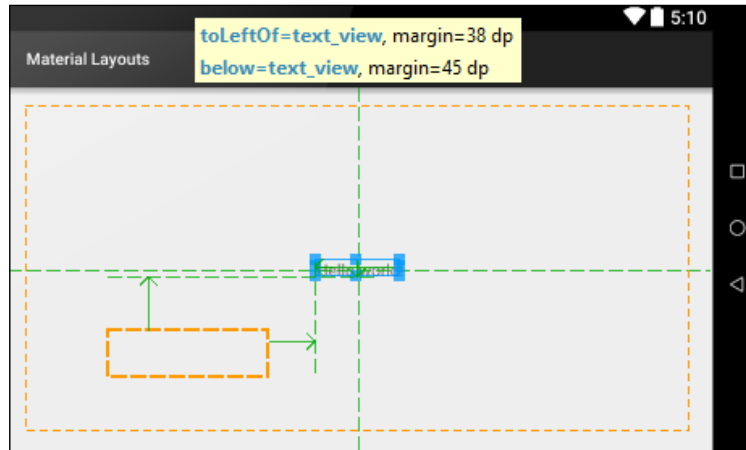 5:10
toLeftOf=text_view, margin=38 dp
Material Layouts
below=text_view, margin=45 dp